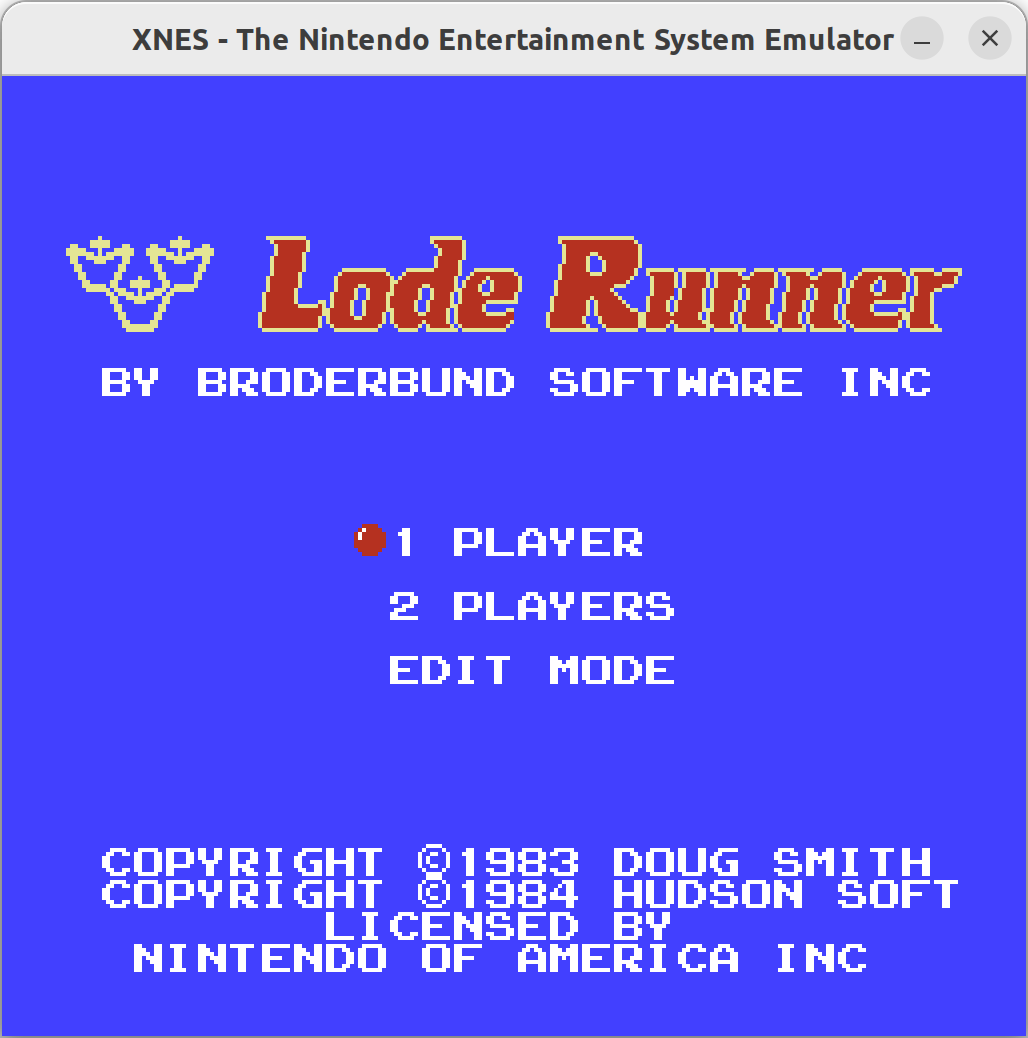 XNES - The Nintendo Entertainment System Emulator
Lode Runner
BY BRODERBUND SOFTWARE INC
1 PLAYER
2 PLAYERS
EDIT MODE
COPYRIGHT ©1983 DOUG SMITH
COPYRIGHT ©1984 HUDSON SOFT
LICENSED BY
NINTENDO OF AMERICA INC